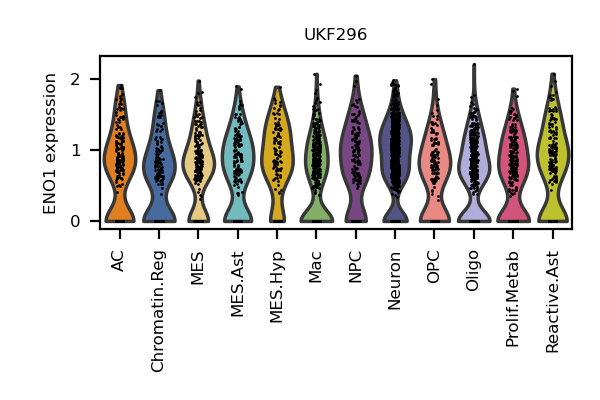 UKF296
ENO1 expression
2
1
0
AC
Chromatin.Reg
MES
MES.Ast
MES.Hyp
Mac
NPC
Neuron
OPC
Oligo
Prolif.Metab
Reactive.Ast